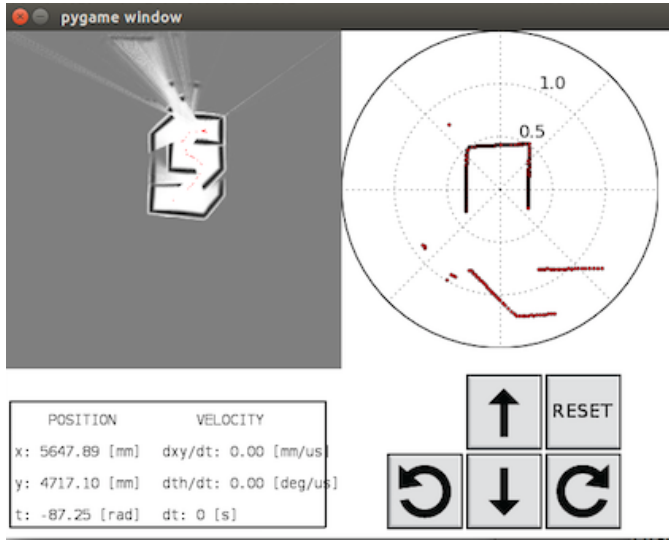 pygame window
1.0
0.5
POSITION VELOCITY
x: 5647.89 [mm] dxy/dt: 0.00 [mm/us]
y: 4717.10 [mm] dth/dt: 0.00 [deg/us]
t: -87.25 [rad] dt: 0 [s]
RESET